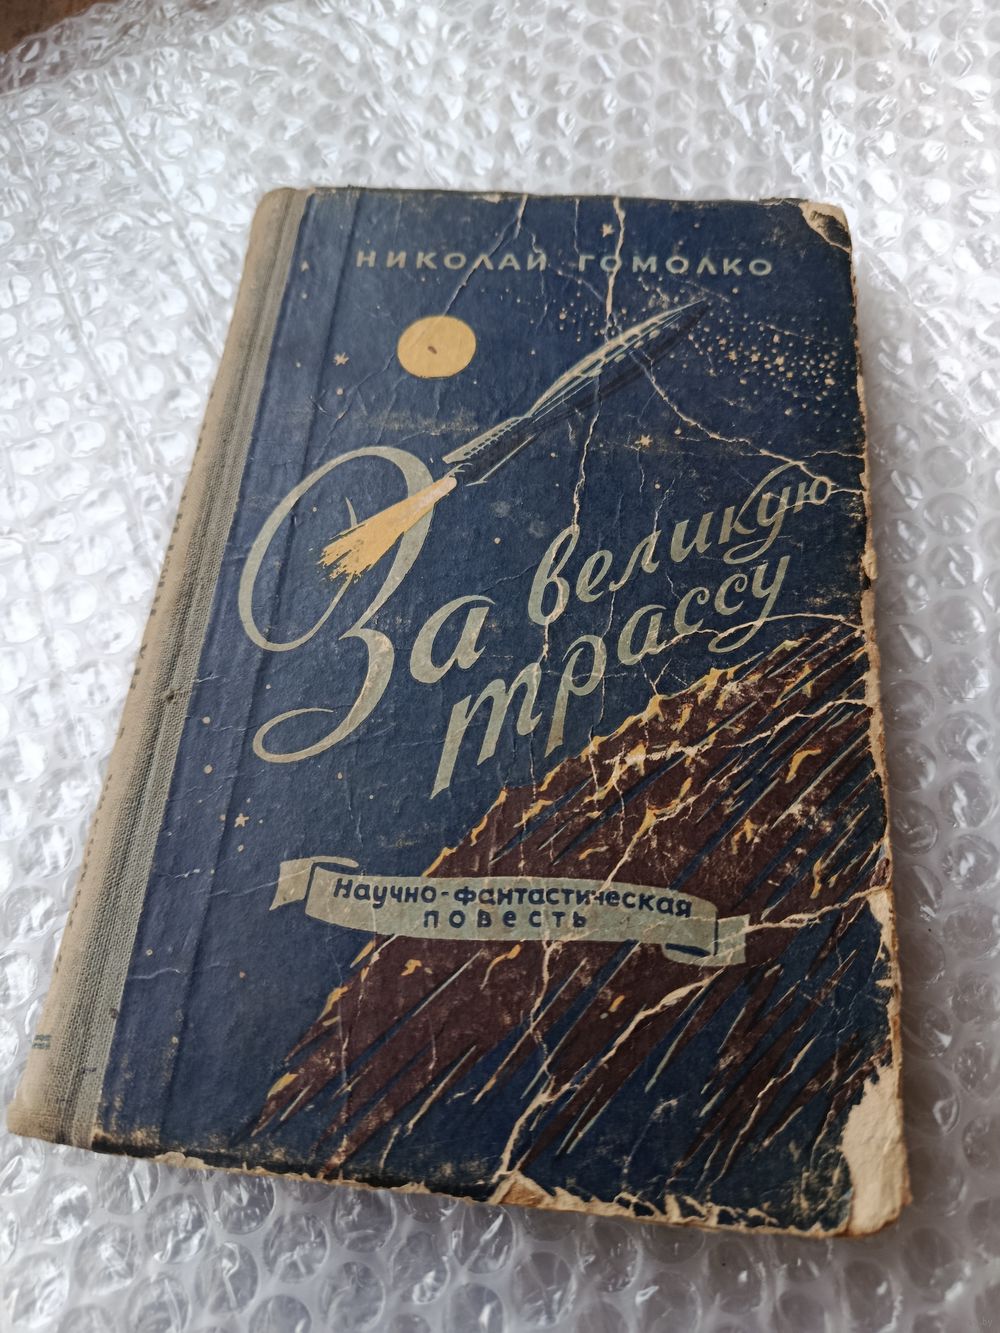 НИКОЛАЙ ГОМОЛКО
За великую
трассу
Научно-фантастическая
повесть